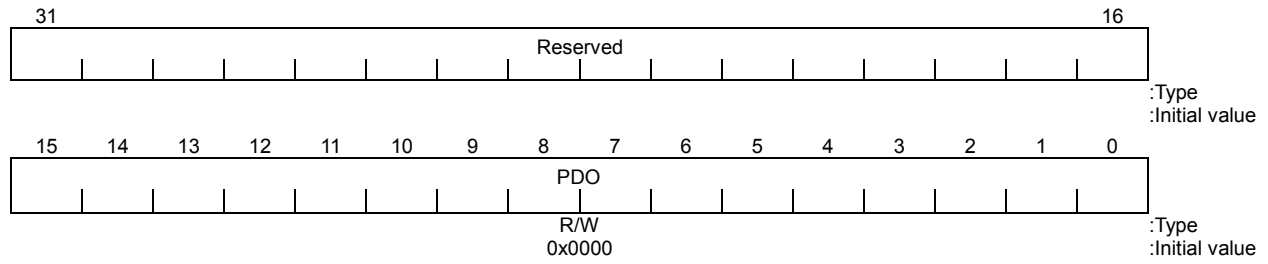 31 16
Reserved
:Type
:Initial value
15 14 13 12 11 10 9 8 7 6 5 4 3 2 1 0
PDO
R/W :Type
0x0000 :Initial value